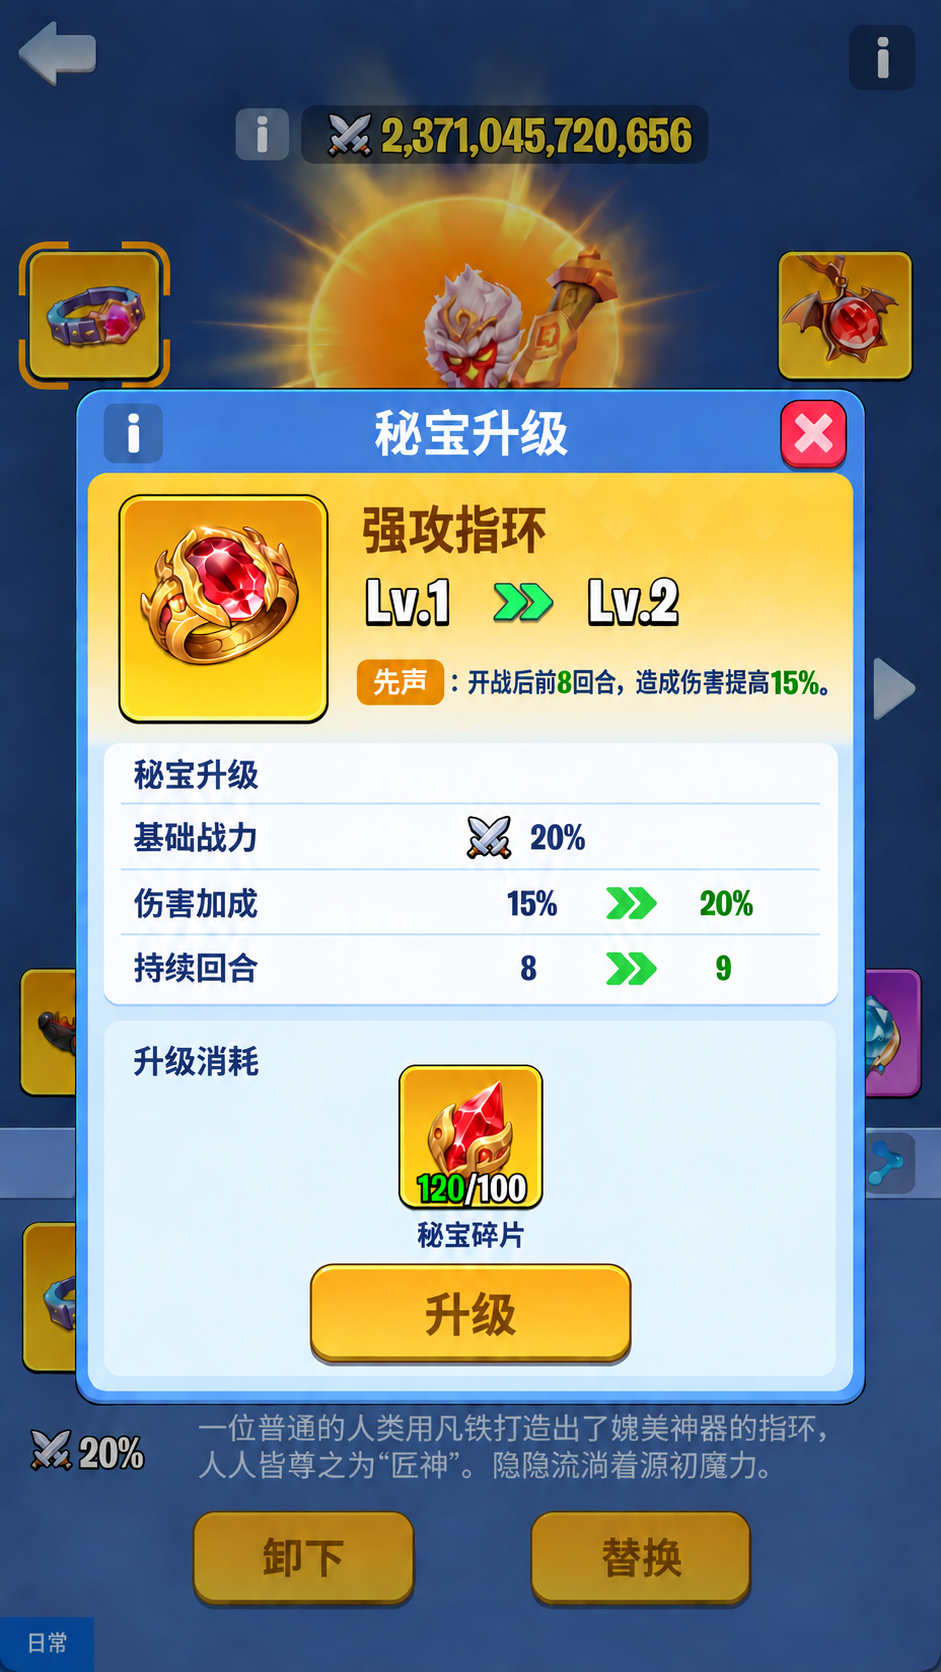 2,371,045,720,656
秘宝升级
强攻指环
Lv.1 Lv.2
先声：开战后前8回合，造成伤害提高15%。
秘宝升级
基础战力 20%
伤害加成 15% 20%
持续回合 8 9
升级消耗
120/100
秘宝碎片
升级
20%
一位普通的人类用凡铁打造出了媲美神器的指环，
人人皆尊之为“匠神”。隐隐流淌着源初魔力。
卸下 替换
日常